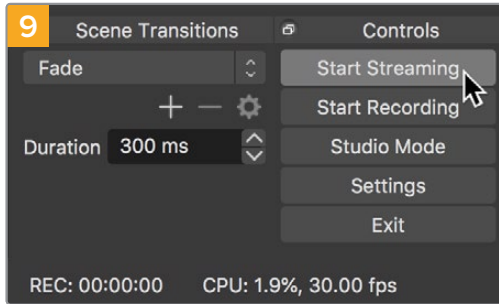 9
Scene Transitions
Controls
Fade
Start Streaming
Start Recording
Duration 300 ms
Studio Mode
Settings
Exit
REC: 00:00:00 CPU: 1.9%, 30.00 fps